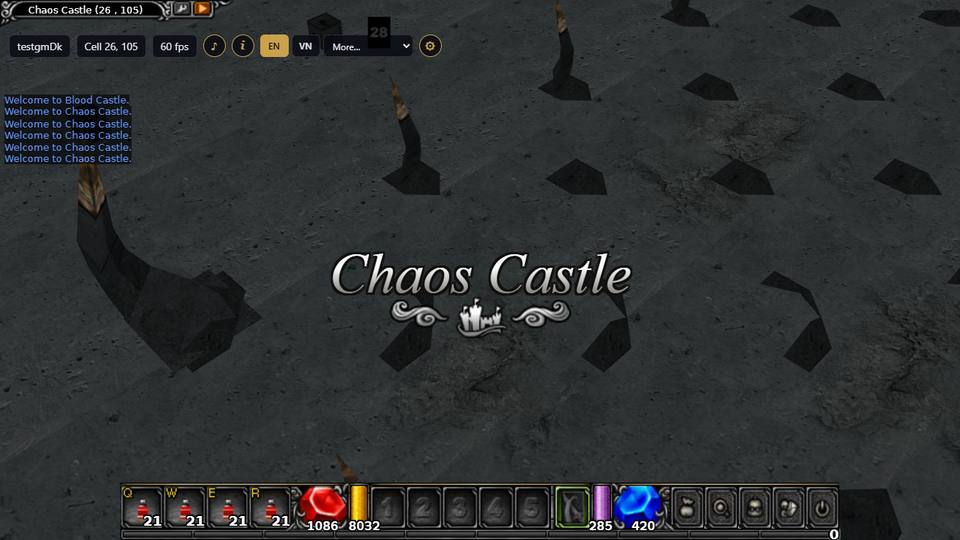 Chaos Castle (26 , 105)
28
testgmDk
Cell 26, 105
60 fps
i
EN
VN
More...
Welcome to Blood Castle.
Welcome to Chaos Castle.
Welcome to Chaos Castle.
Welcome to Chaos Castle.
Welcome to Chaos Castle.
Welcome to Chaos Castle.
Chaos Castle
Q W E R
1 2 3 4 5
21 21 21 21 1086 8032 285 420
0